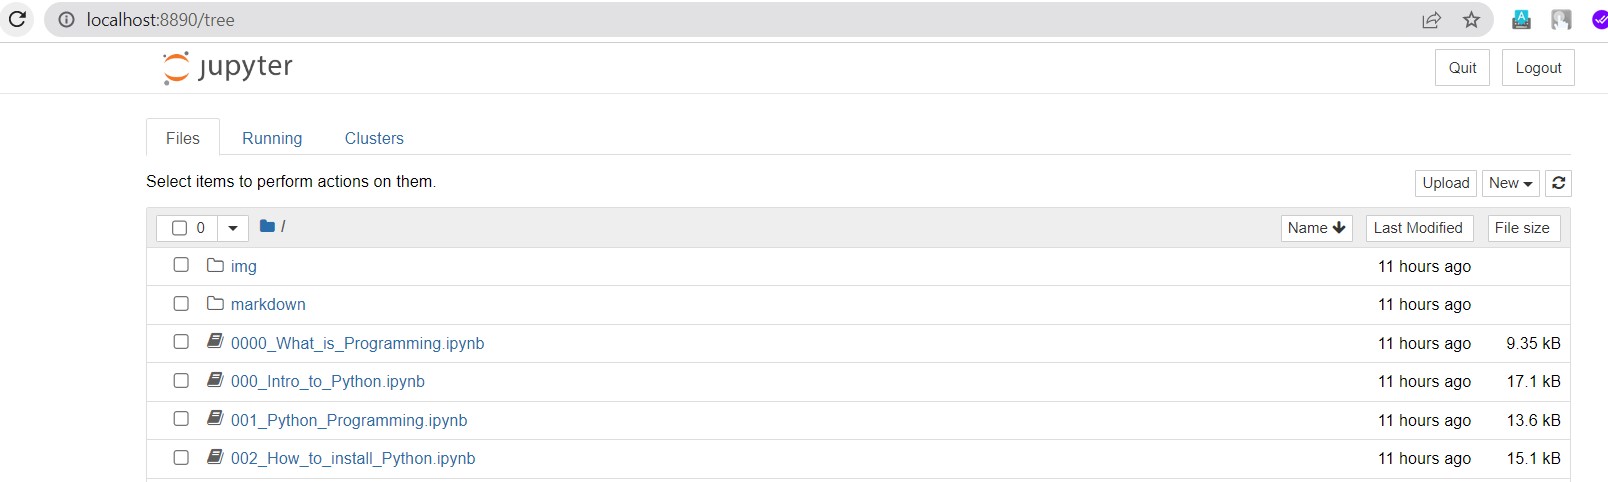 localhost:8890/tree
jupyter
Quit Logout
Files Running Clusters
Select items to perform actions on them.
Upload New
0 / Name Last Modified File size
img 11 hours ago
markdown 11 hours ago
0000_What_is_Programming.ipynb 11 hours ago 9.35 kB
000_Intro_to_Python.ipynb 11 hours ago 17.1 kB
001_Python_Programming.ipynb 11 hours ago 13.6 kB
002_How_to_install_Python.ipynb 11 hours ago 15.1 kB